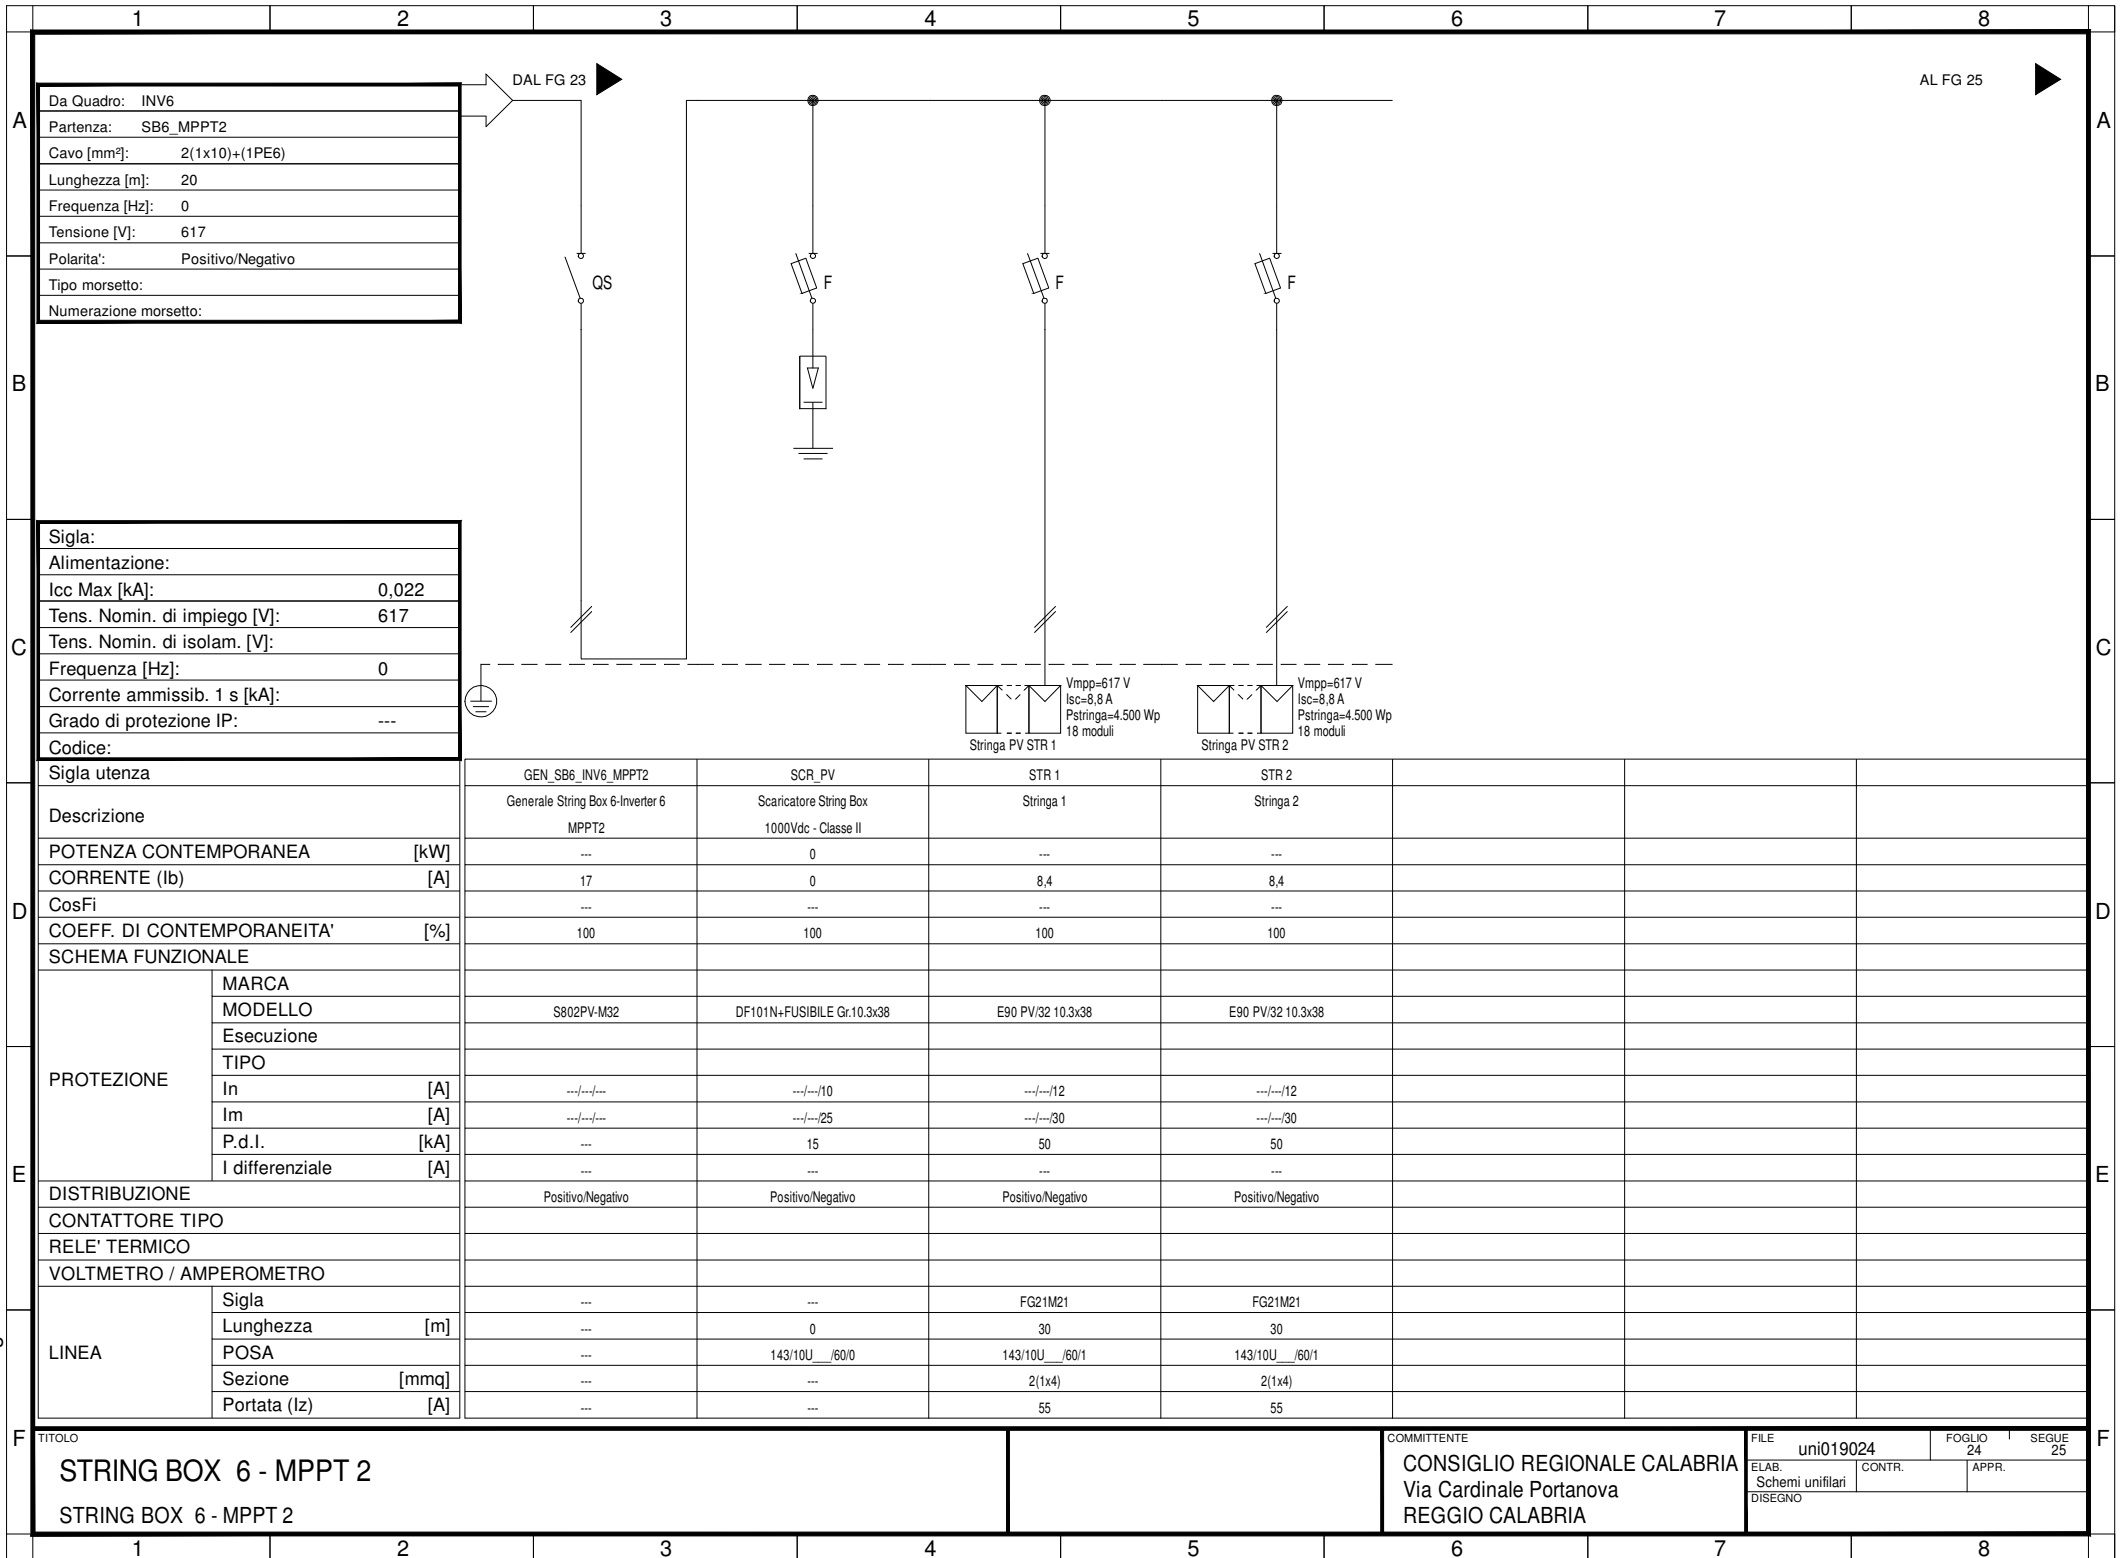 1 2 3 4 5 6 7 8
A A
B B
C C
D D
E E
F F
DAL FG 23
AL FG 25
Da Quadro: INV6
Partenza: SB6_MPPT2
Cavo [mm²]: 2(1x10)+(1PE6)
Lunghezza [m]: 20
Frequenza [Hz]: 0
Tensione [V]: 617
Polarita': Positivo/Negativo
Tipo morsetto:
Numerazione morsetto:
QS F F F
Sigla:
Alimentazione:
Icc Max [kA]: 0,022
Tens. Nomin. di impiego [V]: 617
Tens. Nomin. di isolam. [V]:
Frequenza [Hz]: 0
Corrente ammissib. 1 s [kA]:
Grado di protezione IP: ---
Codice:
Vmpp=617 V
Isc=8,8 A
Pstringa=4.500 Wp
18 moduli
Stringa PV STR 1
Vmpp=617 V
Isc=8,8 A
Pstringa=4.500 Wp
18 moduli
Stringa PV STR 2
Sigla utenza GEN_SB6_INV6_MPPT2 SCR_PV STR 1 STR 2
Descrizione Generale String Box 6-Inverter 6 Scaricatore String Box Stringa 1 Stringa 2
MPPT2 1000Vdc - Classe II
POTENZA CONTEMPORANEA [kW] --- 0 --- ---
CORRENTE (Ib) [A] 17 0 8,4 8,4
CosFi --- --- --- ---
COEFF. DI CONTEMPORANEITA' [%] 100 100 100 100
SCHEMA FUNZIONALE
PROTEZIONE
MARCA
MODELLO S802PV-M32 DF101N+FUSIBILE Gr.10.3x38 E90 PV/32 10.3x38 E90 PV/32 10.3x38
Esecuzione
TIPO
In [A] ---/---/--- ---/---/10 ---/---/12 ---/---/12
Im [A] ---/---/--- ---/---/25 ---/---/30 ---/---/30
P.d.I. [kA] --- 15 50 50
I differenziale [A] --- --- --- ---
DISTRIBUZIONE Positivo/Negativo Positivo/Negativo Positivo/Negativo Positivo/Negativo
CONTATTORE TIPO
RELE' TERMICO
VOLTMETRO / AMPEROMETRO
LINEA
Sigla --- --- FG21M21 FG21M21
Lunghezza [m] --- 0 30 30
POSA --- 143/10U___/60/0 143/10U___/60/1 143/10U___/60/1
Sezione [mmq] --- --- 2(1x4) 2(1x4)
Portata (Iz) [A] --- --- 55 55
TITOLO
STRING BOX 6 - MPPT 2
STRING BOX 6 - MPPT 2
COMMITTENTE
CONSIGLIO REGIONALE CALABRIA
Via Cardinale Portanova
REGGIO CALABRIA
FILE uni019024
FOGLIO 24
SEGUE 25
ELAB. Schemi unifilari
CONTR.
APPR.
DISEGNO
1 2 3 4 5 6 7 8